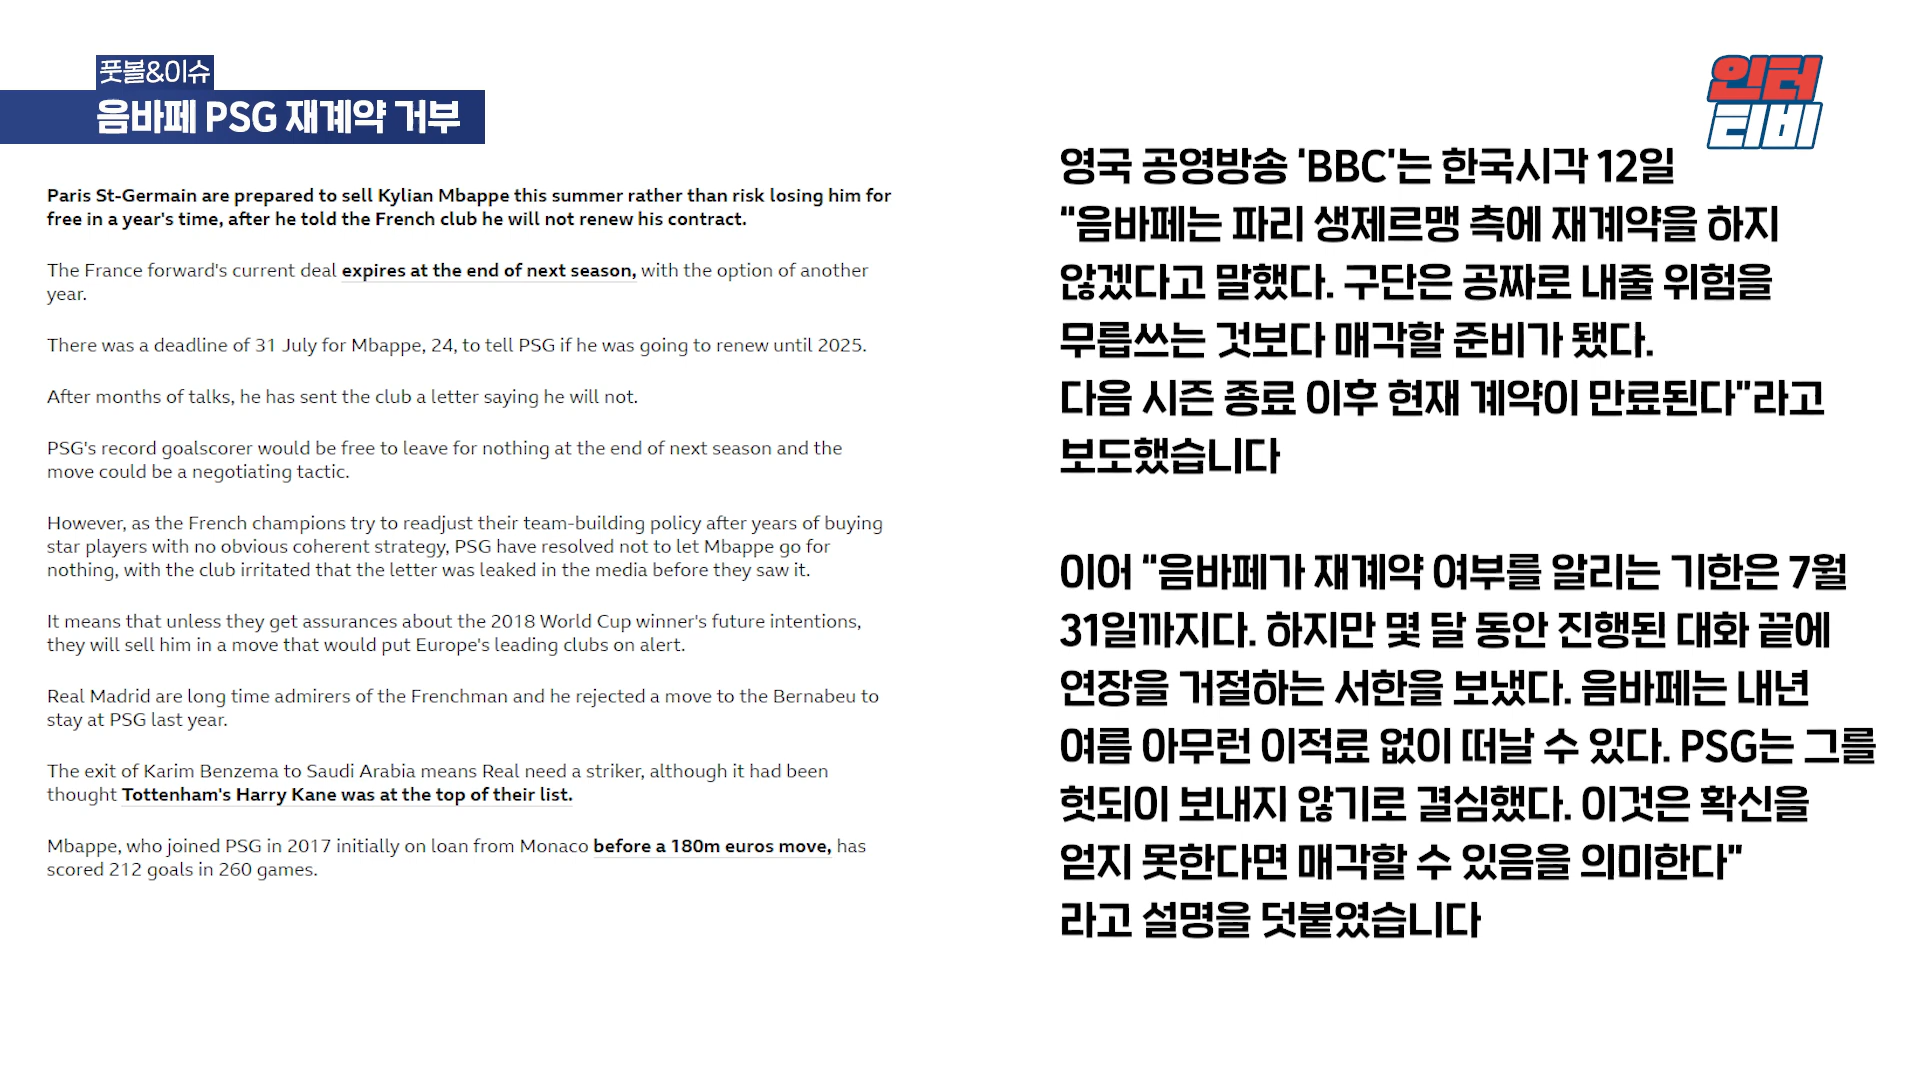 풋볼&이슈
음바페 PSG 재계약 거부
인터
티비
Paris St-Germain are prepared to sell Kylian Mbappe this summer rather than risk losing him for
free in a year's time, after he told the French club he will not renew his contract.
The France forward's current deal expires at the end of next season, with the option of another
year.
There was a deadline of 31 July for Mbappe, 24, to tell PSG if he was going to renew until 2025.
After months of talks, he has sent the club a letter saying he will not.
PSG's record goalscorer would be free to leave for nothing at the end of next season and the
move could be a negotiating tactic.
However, as the French champions try to readjust their team-building policy after years of buying
star players with no obvious coherent strategy, PSG have resolved not to let Mbappe go for
nothing, with the club irritated that the letter was leaked in the media before they saw it.
It means that unless they get assurances about the 2018 World Cup winner's future intentions,
they will sell him in a move that would put Europe's leading clubs on alert.
Real Madrid are long time admirers of the Frenchman and he rejected a move to the Bernabeu to
stay at PSG last year.
The exit of Karim Benzema to Saudi Arabia means Real need a striker, although it had been
thought Tottenham's Harry Kane was at the top of their list.
Mbappe, who joined PSG in 2017 initially on loan from Monaco before a 180m euros move, has
scored 212 goals in 260 games.
영국 공영방송 'BBC'는 한국시각 12일
"음바페는 파리 생제르맹 측에 재계약을 하지
않겠다고 말했다. 구단은 공짜로 내줄 위험을
무릅쓰는 것보다 매각할 준비가 됐다.
다음 시즌 종료 이후 현재 계약이 만료된다"라고
보도했습니다
이어 "음바페가 재계약 여부를 알리는 기한은 7월
31일까지다. 하지만 몇 달 동안 진행된 대화 끝에
연장을 거절하는 서한을 보냈다. 음바페는 내년
여름 아무런 이적료 없이 떠날 수 있다. PSG는 그를
헛되이 보내지 않기로 결심했다. 이것은 확신을
얻지 못한다면 매각할 수 있음을 의미한다"
라고 설명을 덧붙였습니다